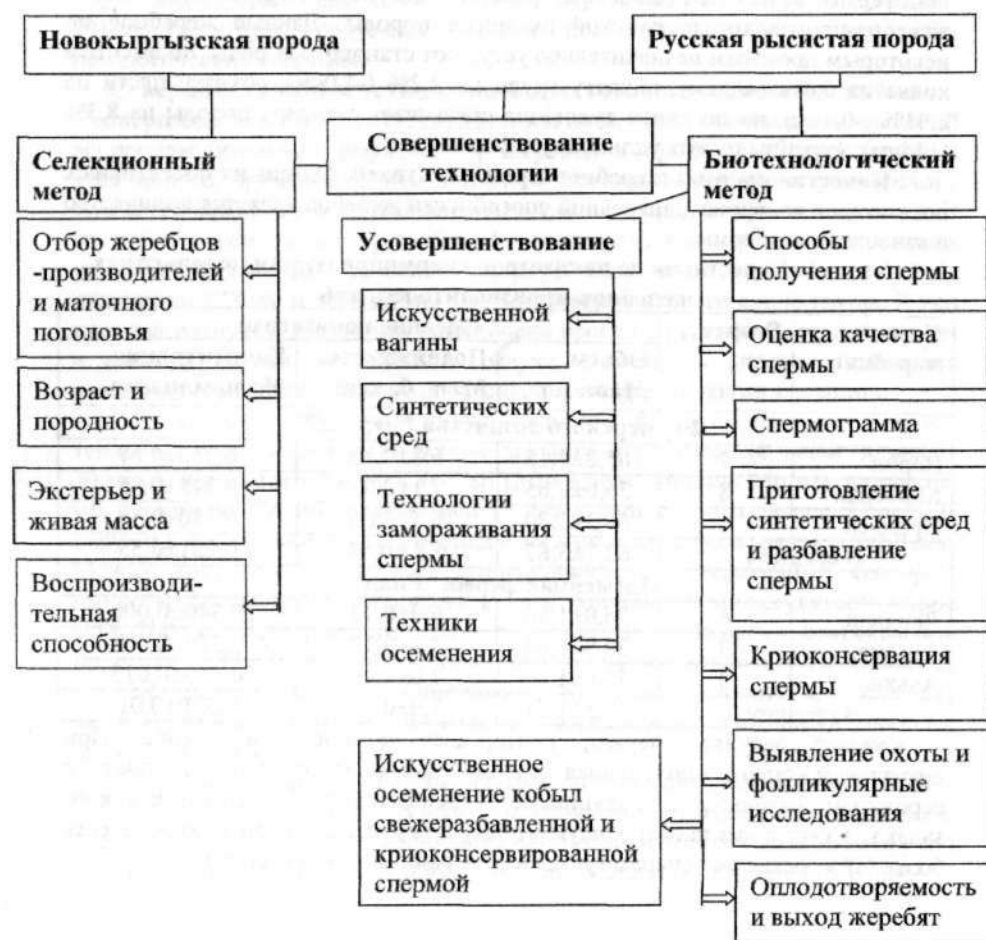 Новокыргызская порода
Русская рысистая порода
Совершенствование
технологии
Селекционный
метод
Биотехнологический
метод
Отбор жеребцов
-производителей
и маточного
поголовья
Возраст и
породность
Экстерьер и
живая масса
Воспроизводи-
тельная
способность
Усовершенствование
Искусственной
вагины
Синтетических
сред
Технологии
замораживания
спермы
Техники
осеменения
Искусственное
осеменение кобыл
свежеразбавленной и
криоконсервированной
спермой
Способы
получения спермы
Оценка качества
спермы
Спермограмма
Приготовление
синтетических сред
и разбавление
спермы
Криоконсервация
спермы
Выявление охоты и
фолликулярные
исследования
Оплодотворяемость
и выход жеребят